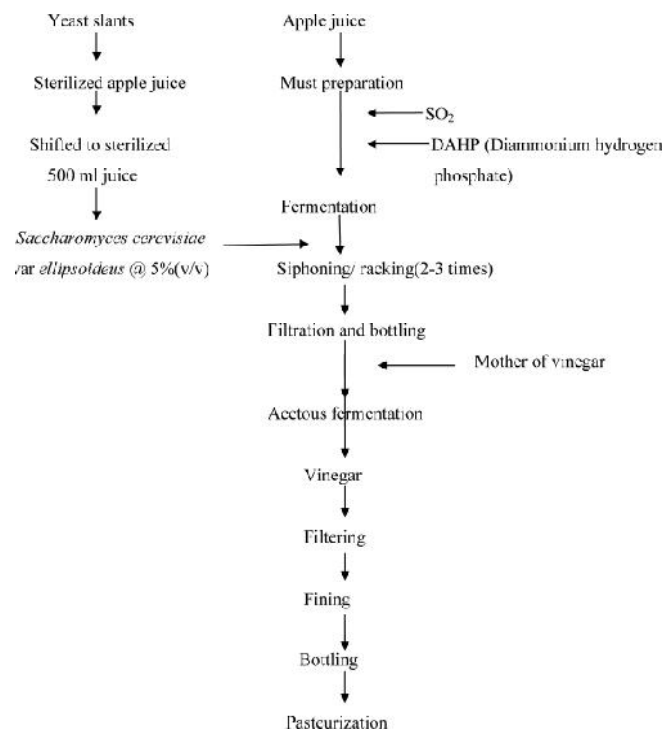 Yeast slants
Apple juice
Sterilized apple juice
Must preparation
SO₂
Shifted to sterilized
500 ml juice
DAHP (Diammonium hydrogen
phosphate)
Fermentation
Saccharomyces cerevisiae
var ellipsoideus @ 5%(v/v)
Siphoning/ racking(2-3 times)
Filtration and bottling
Mother of vinegar
Acetous fermentation
Vinegar
Filtering
Fining
Bottling
Pasteurization